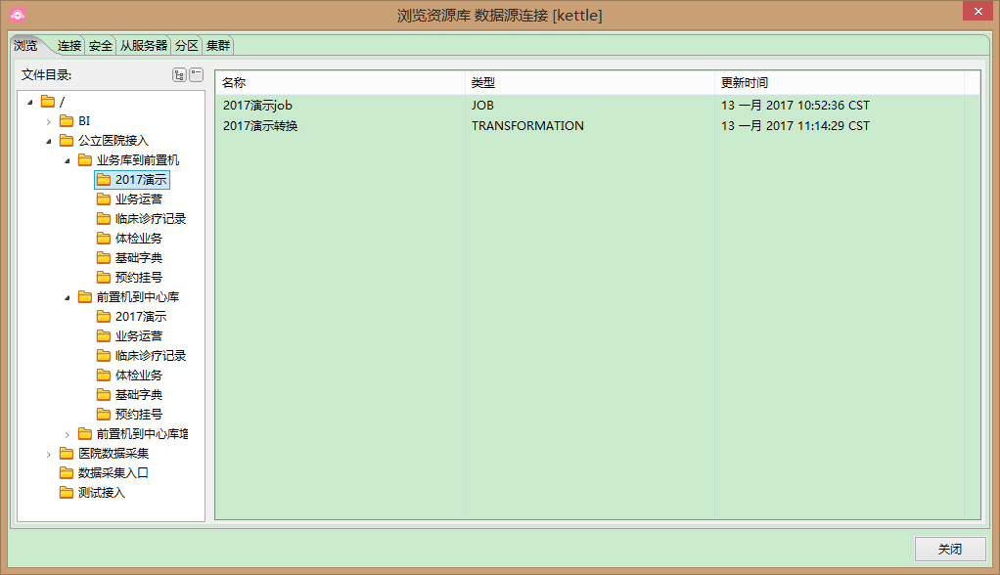 浏览资源库 数据源连接 [kettle]
浏览 连接 安全 从服务器 分区 集群
文件目录:
名称 类型 更新时间
2017演示job JOB 13 一月 2017 10:52:36 CST
2017演示转换 TRANSFORMATION 13 一月 2017 11:14:29 CST
/
BI
公立医院接入
业务库到前置机
2017演示
业务运营
临床诊疗记录
体检业务
基础字典
预约挂号
前置机到中心库
2017演示
业务运营
临床诊疗记录
体检业务
基础字典
预约挂号
前置机到中心库
医院数据采集
数据采集入口
测试接入
关闭